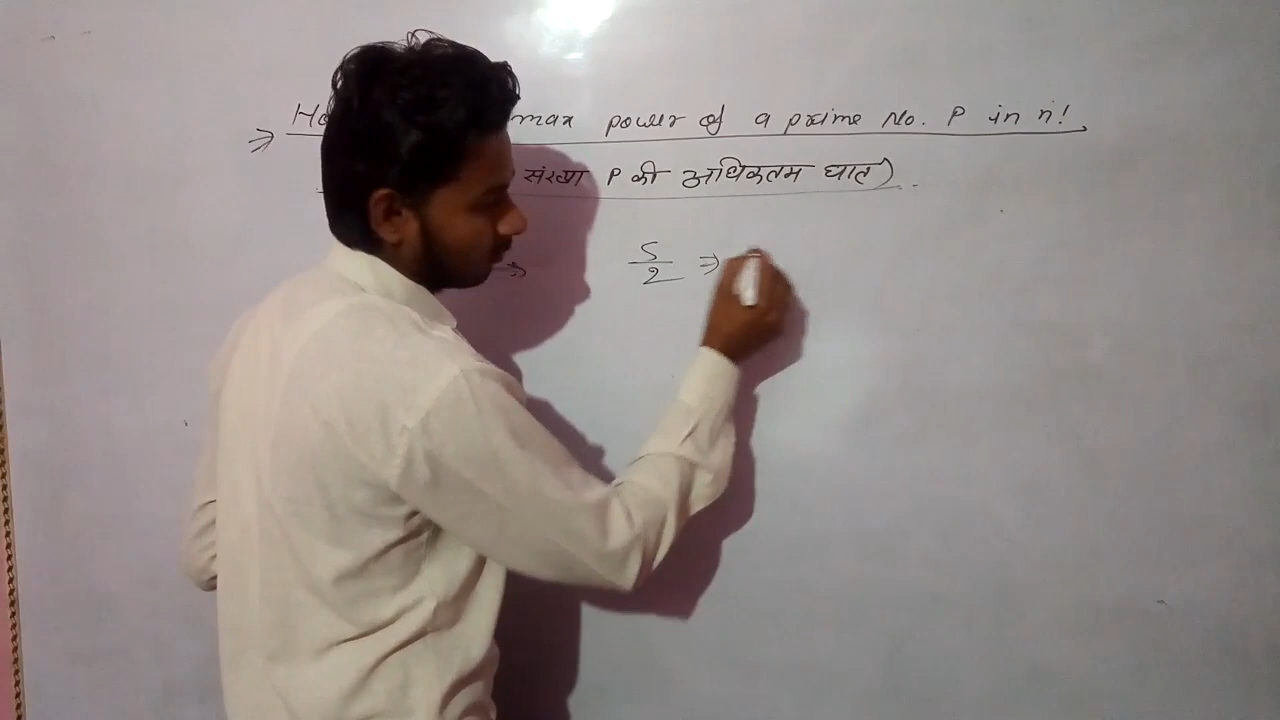 ⇒ Ho max power of a prime No. P in n!
संख्या P की अधिकतम घात)
→ 5/2 ⇒